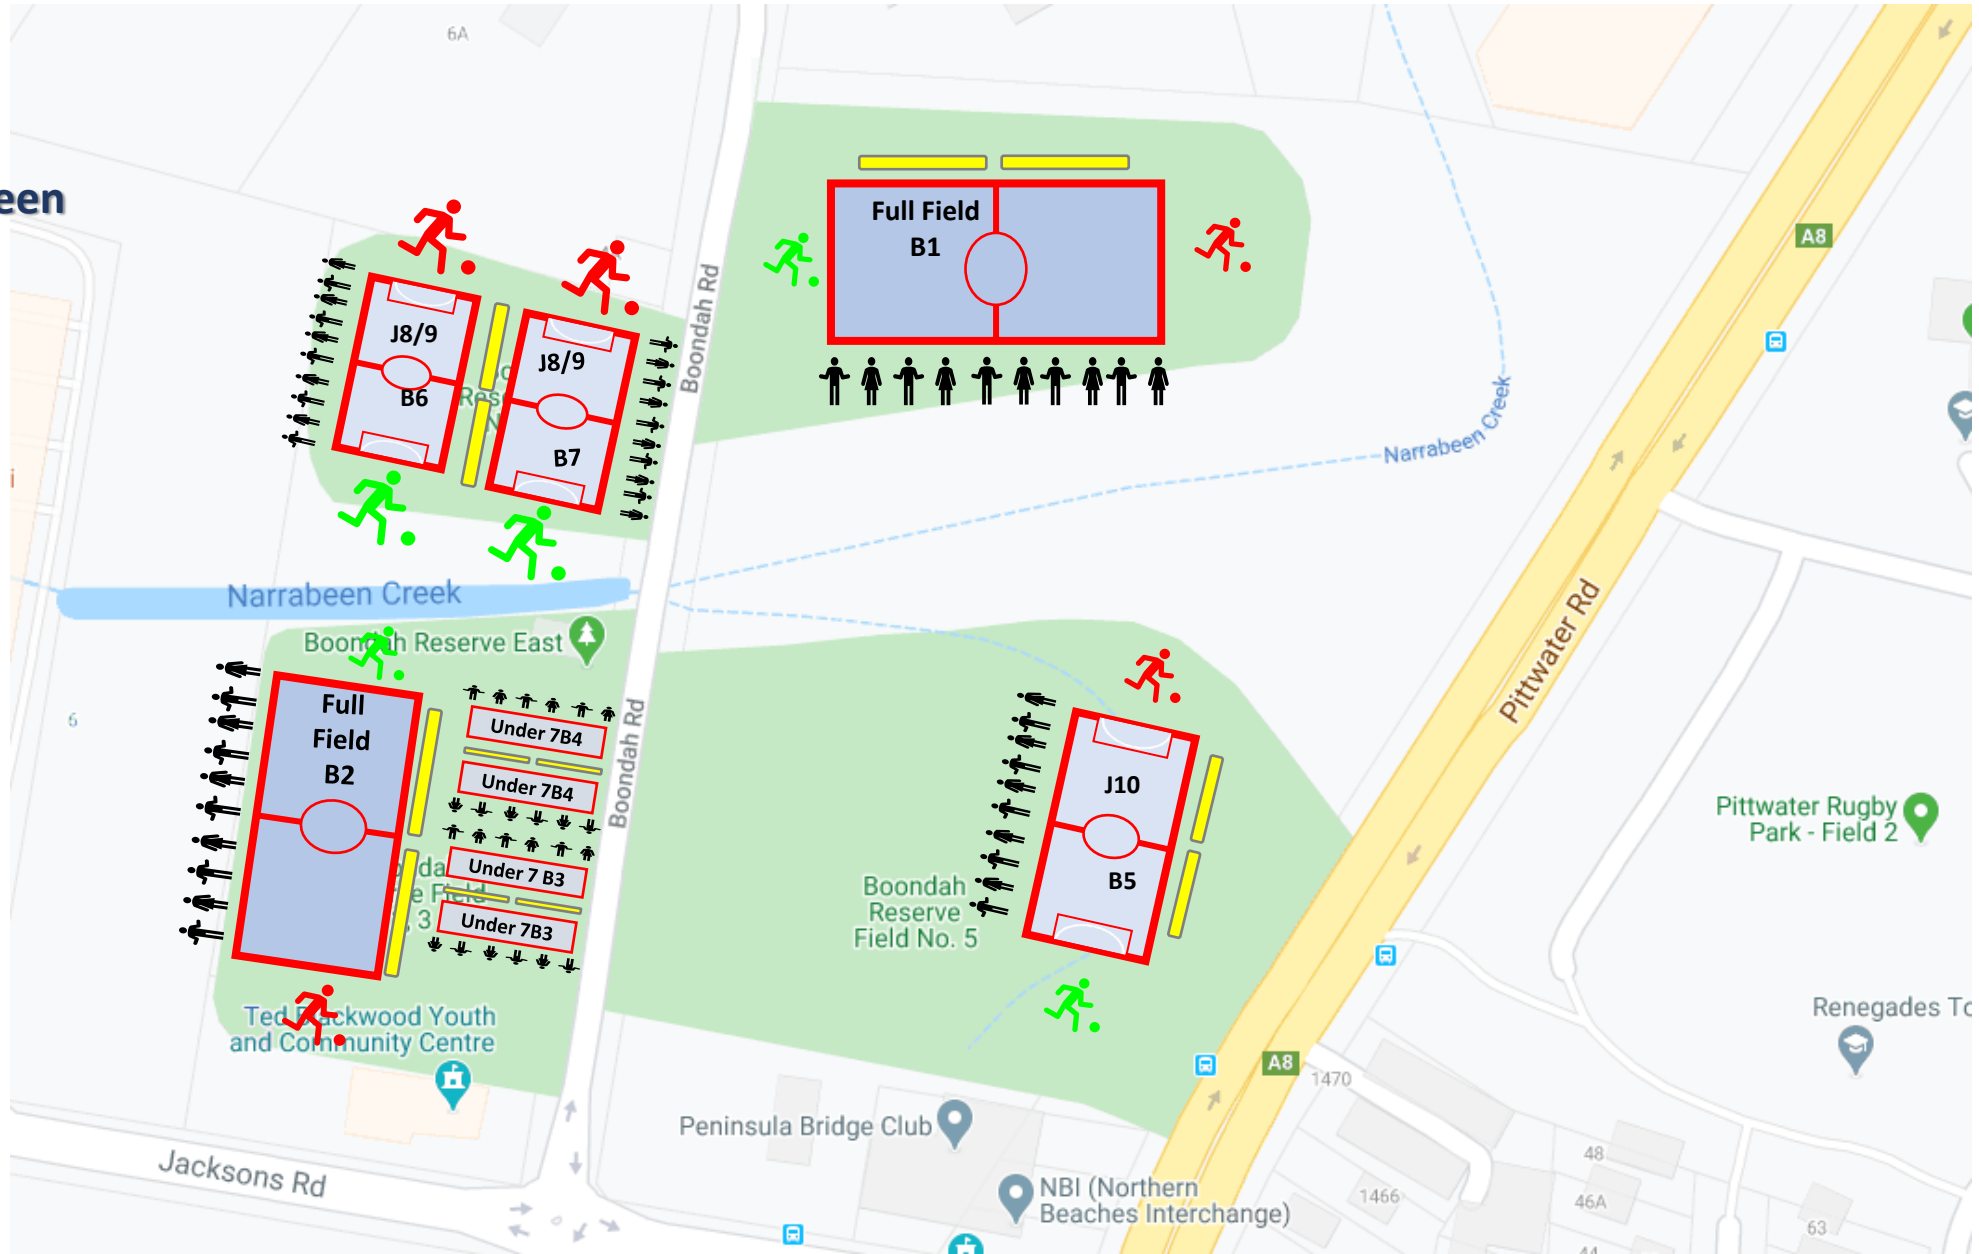 6A
een
Full Field
B1
A8
J8/9
B6
J8/9
B7
Boondah Rd
Narrabeen Creek
Narrabeen Creek
Boondah Reserve East
6
Full
Field
B2
Under 7B4
Under 7B4
Under 7 B3
Under 7B3
Boondah Rd
3
Boondah
Reserve
Field No. 5
J10
B5
Pittwater Rd
Pittwater Rugby
Park - Field 2
Ted Blackwood Youth
and Community Centre
A8
1470
Renegades To
Peninsula Bridge Club
Jacksons Rd
NBI (Northern
Beaches Interchange)
1466
48
46A
63
44